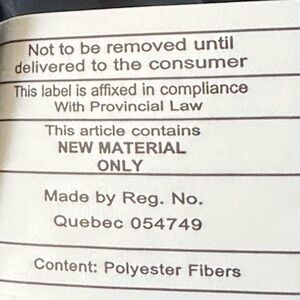 Not to be removed until
delivered to the consumer
This label is affixed in compliance
With Provincial Law
This article contains
NEW MATERIAL
ONLY
Made by Reg. No.
Quebec 054749
Content: Polyester Fibers